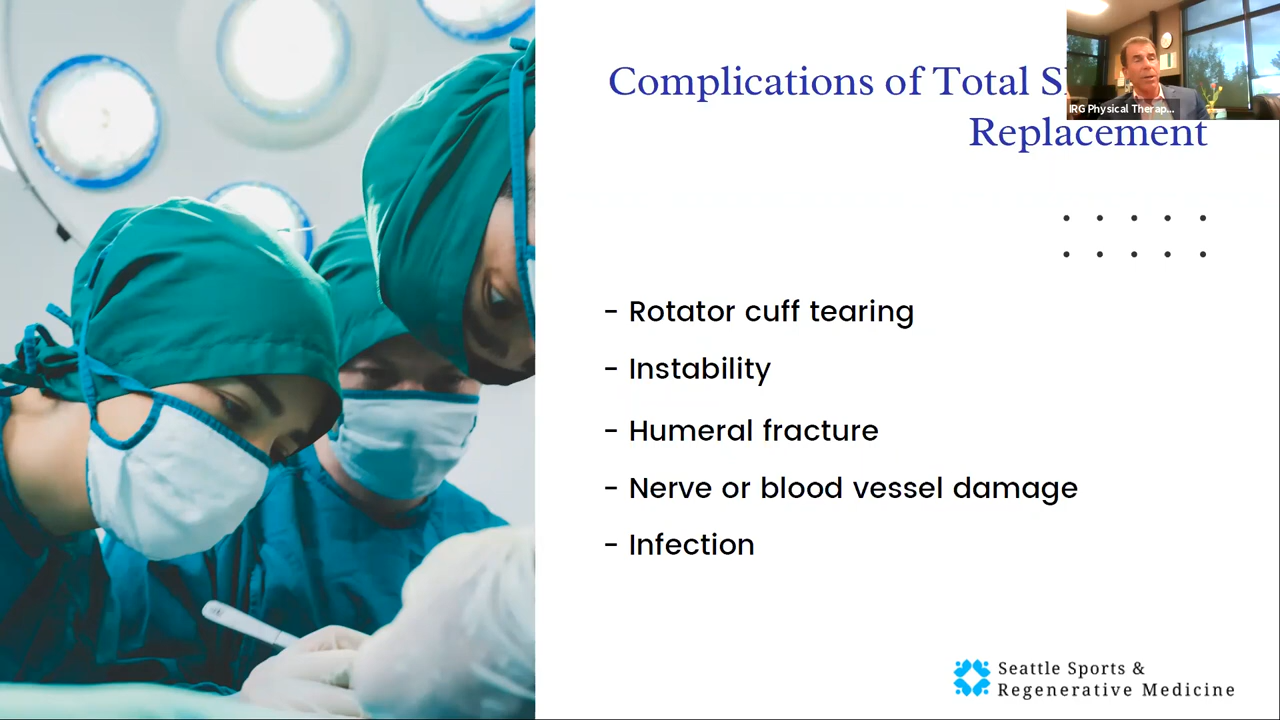 Complications of Total
Replacement
IRG Physical Therap...
- Rotator cuff tearing
- Instability
- Humeral fracture
- Nerve or blood vessel damage
- Infection
Seattle Sports &
Regenerative Medicine